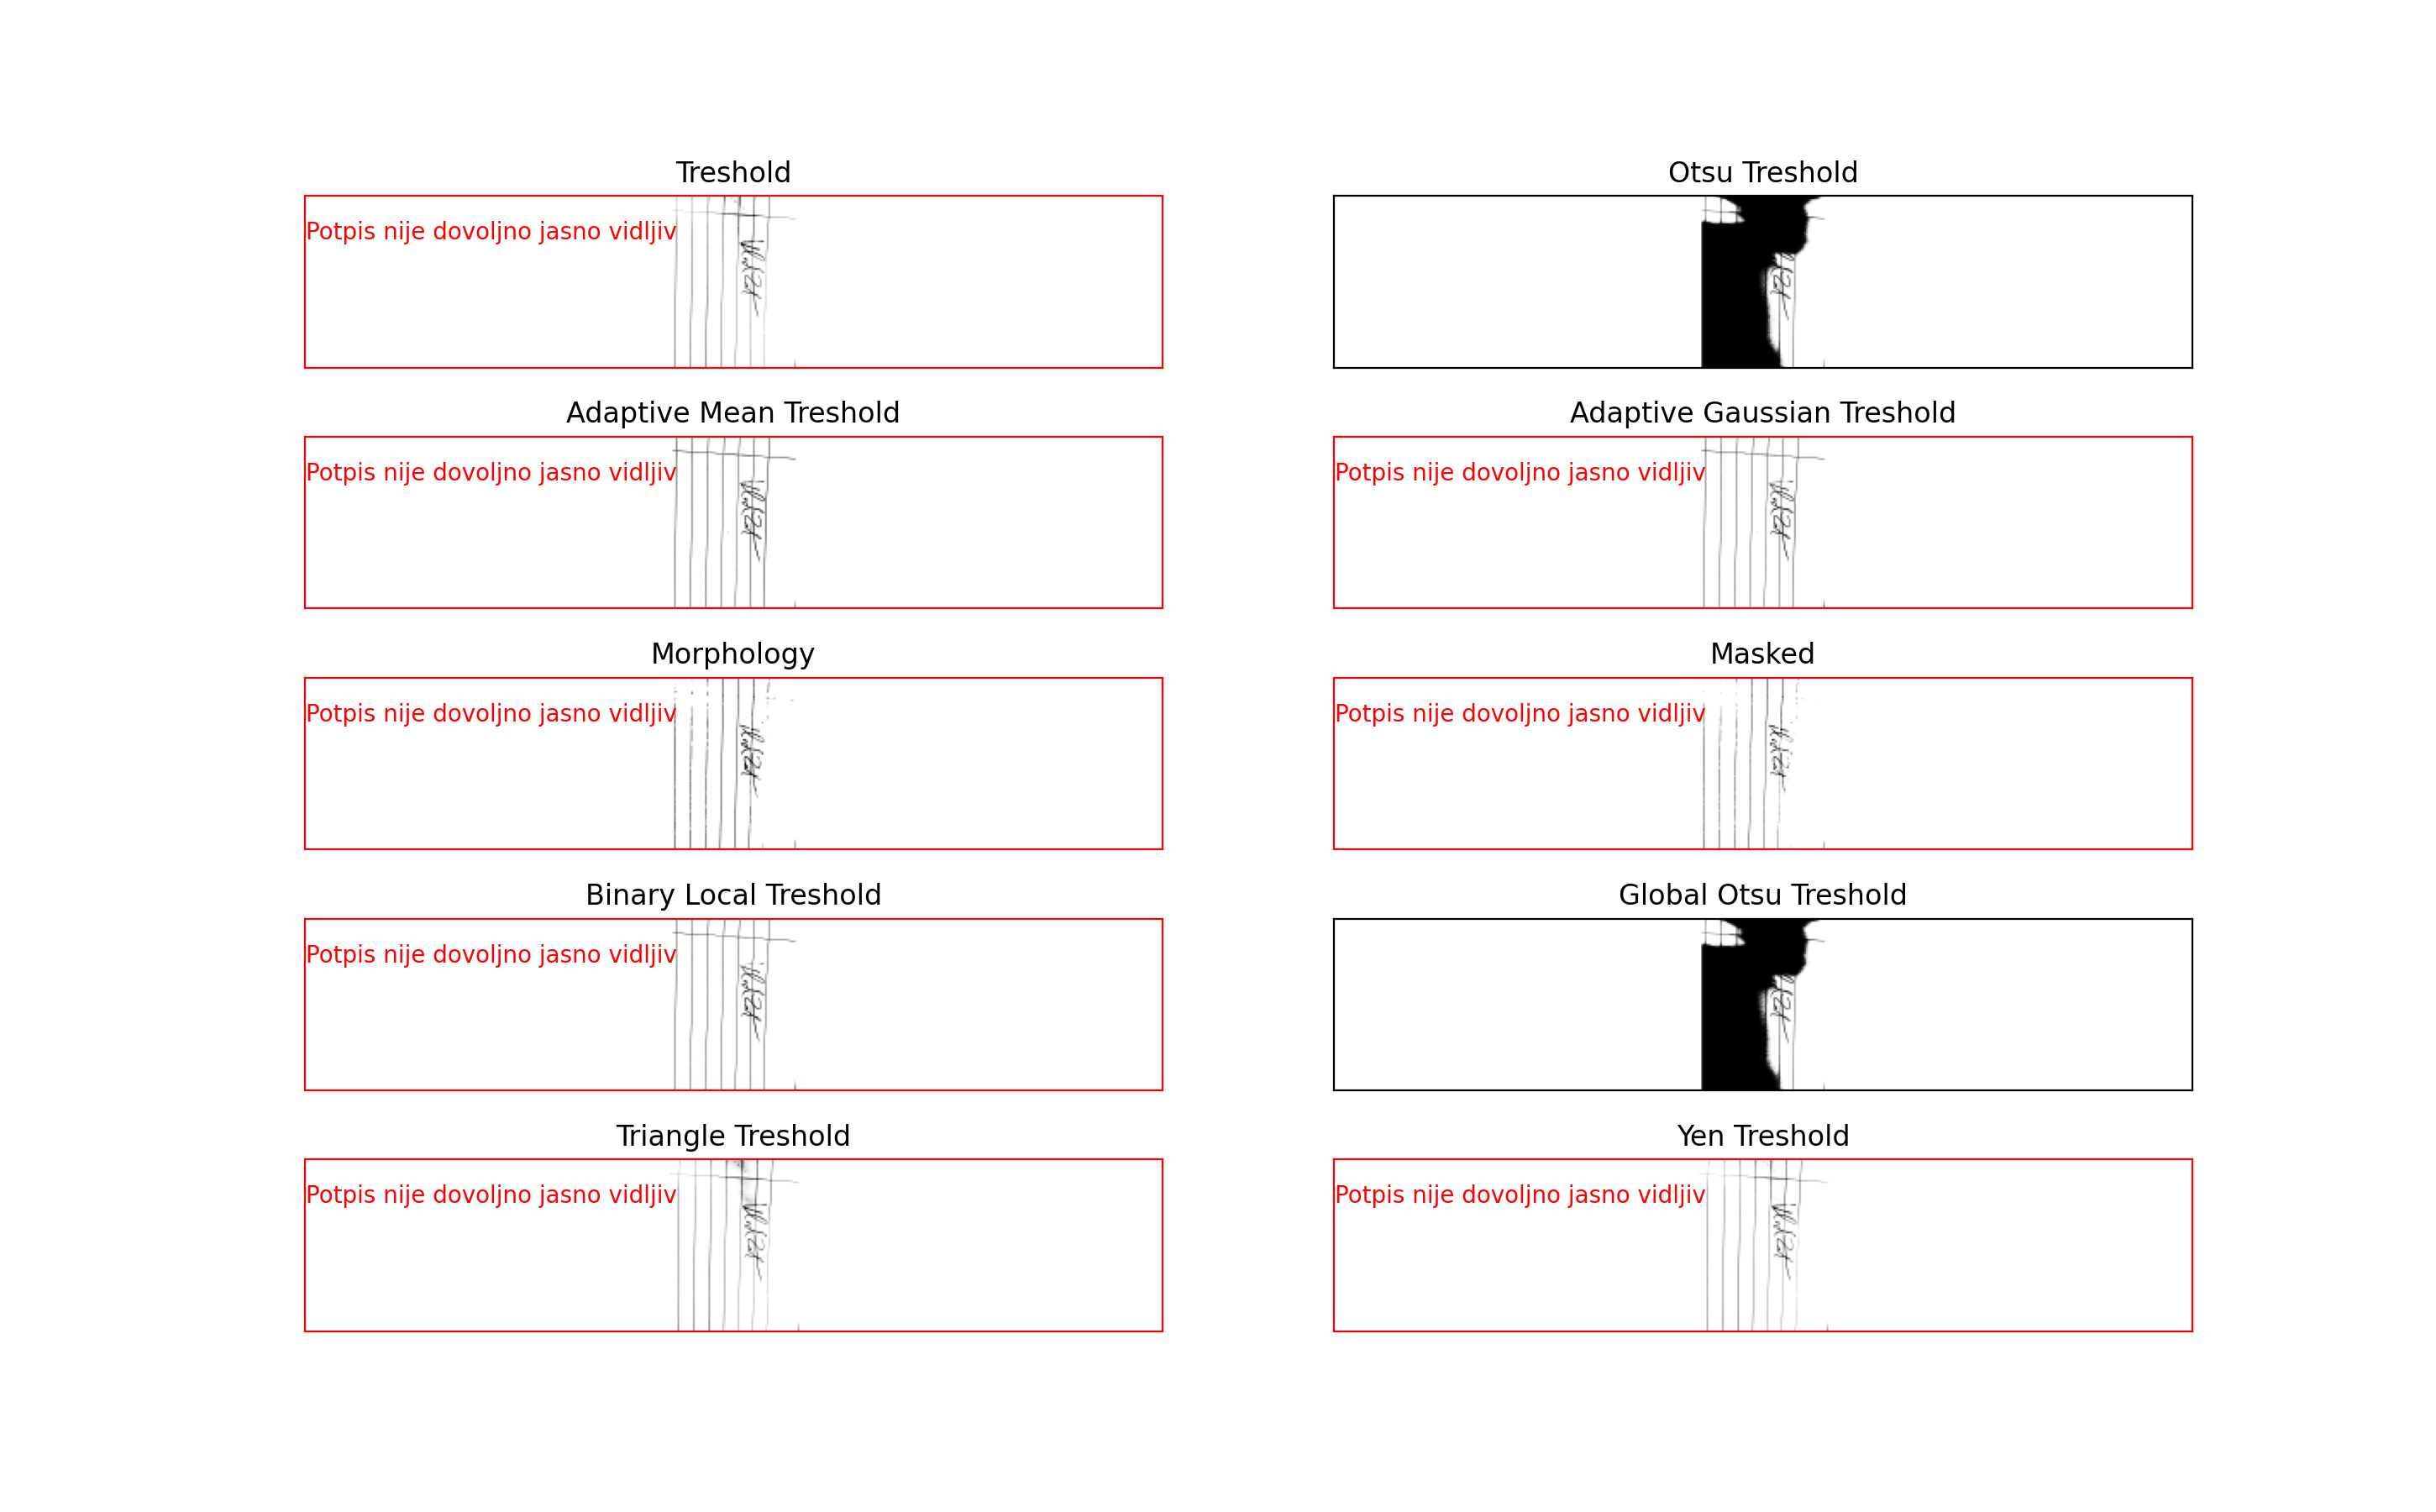 Treshold
Potpis nije dovoljno jasno vidljiv
Otsu Treshold
Adaptive Mean Treshold
Potpis nije dovoljno jasno vidljiv
Adaptive Gaussian Treshold
Potpis nije dovoljno jasno vidljiv
Morphology
Potpis nije dovoljno jasno vidljiv
Masked
Potpis nije dovoljno jasno vidljiv
Binary Local Treshold
Potpis nije dovoljno jasno vidljiv
Global Otsu Treshold
Triangle Treshold
Potpis nije dovoljno jasno vidljiv
Yen Treshold
Potpis nije dovoljno jasno vidljiv